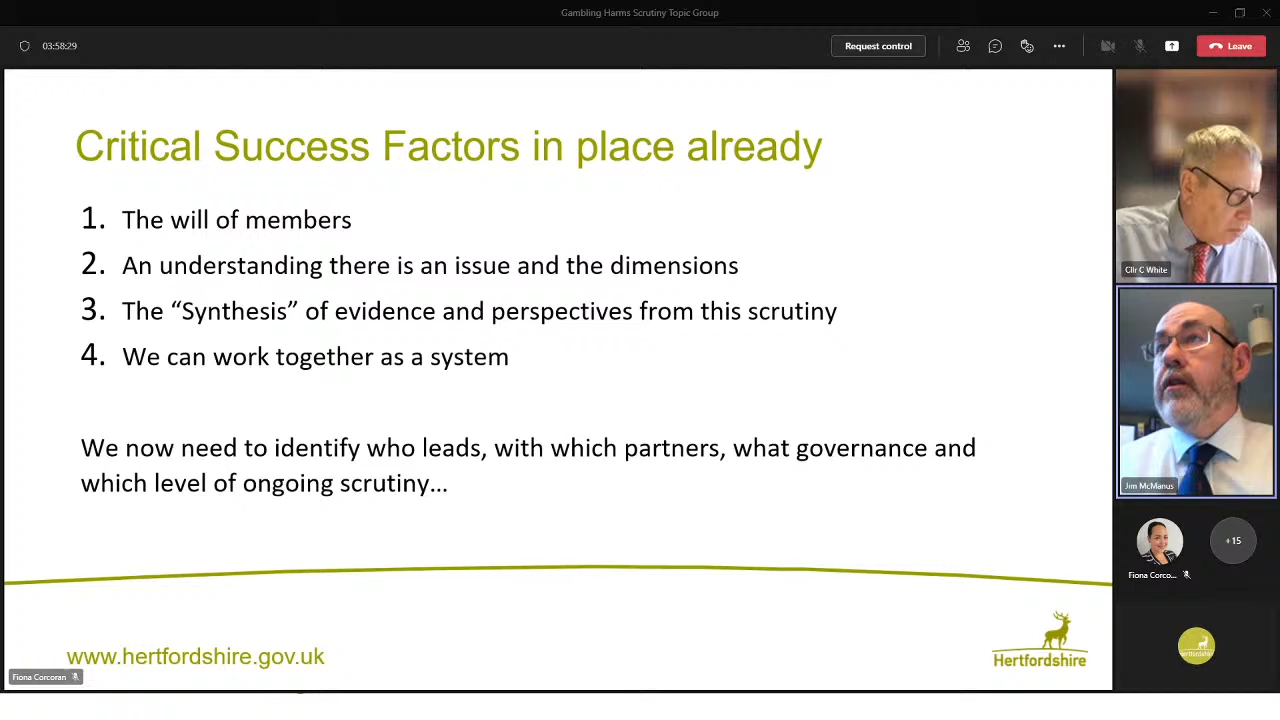 Gambling Harms Scrutiny Topic Group
03:58:29
Request control
Leave
Critical Success Factors in place already
1. The will of members
2. An understanding there is an issue and the dimensions
3. The “Synthesis” of evidence and perspectives from this scrutiny
4. We can work together as a system
We now need to identify who leads, with which partners, what governance and
which level of ongoing scrutiny...
www.hertfordshire.gov.uk
Hertfordshire
Fiona Corcoran
Cllr C White
Jim McManus
Fiona Corco...
+15
Hertfordshire